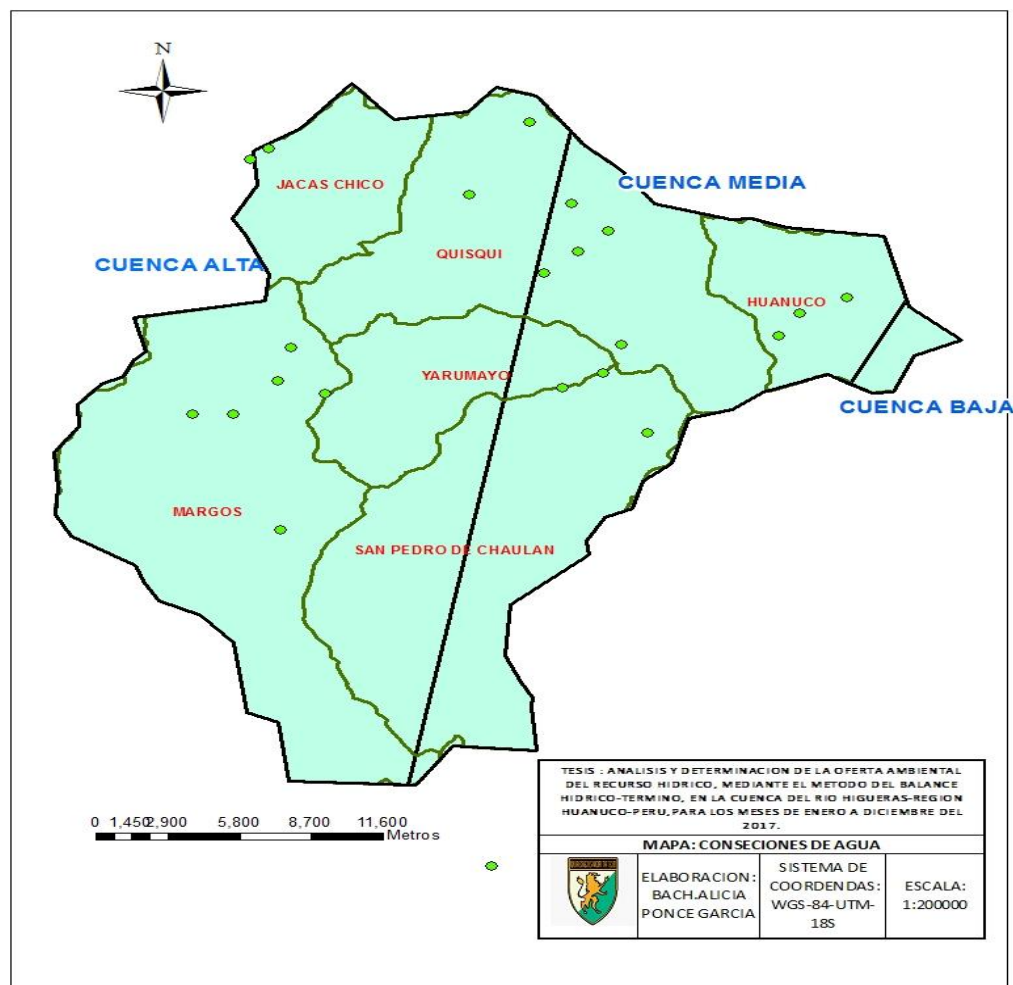 N
JACAS CHICO
CUENCA MEDIA
QUISQUI
CUENCA ALTA
HUANUCO
YARUMAYO
CUENCA BAJA
MARGOS
SAN PEDRO DE CHAULAN
0 1,450 2,900 5,800 8,700 11,600
Metros
TESIS : ANALISIS Y DETERMINACION DE LA OFERTA AMBIENTAL
DEL RECURSO HIDRICO, MEDIANTE EL METODO DEL BALANCE
HIDRICO-TERMINO, EN LA CUENCA DEL RIO HIGUERAS-REGION
HUANUCO-PERU, PARA LOS MESES DE ENERO A DICIEMBRE DEL
2017.
MAPA: CONSECIONES DE AGUA
ELABORACION:
BACH.ALICIA
PONCE GARCIA
SISTEMA DE
COORDENDAS:
WGS-84-UTM-
18S
ESCALA:
1:200000